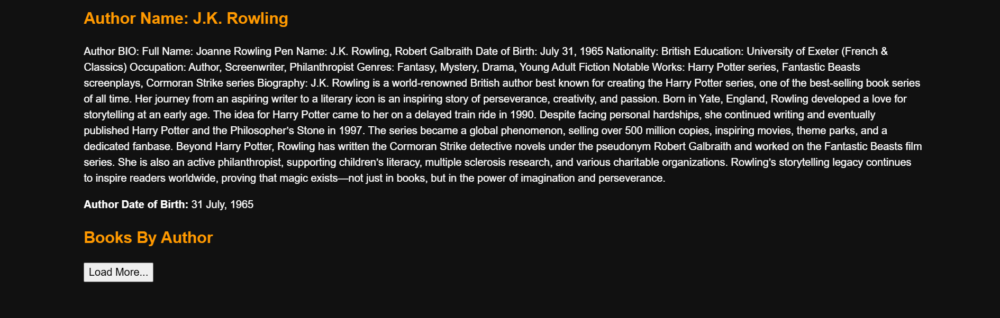 Author Name: J.K. Rowling
Author BIO: Full Name: Joanne Rowling Pen Name: J.K. Rowling, Robert Galbraith Date of Birth: July 31, 1965 Nationality: British Education: University of Exeter (French &
Classics) Occupation: Author, Screenwriter, Philanthropist Genres: Fantasy, Mystery, Drama, Young Adult Fiction Notable Works: Harry Potter series, Fantastic Beasts
screenplays, Cormoran Strike series Biography: J.K. Rowling is a world-renowned British author best known for creating the Harry Potter series, one of the best-selling book series
of all time. Her journey from an aspiring writer to a literary icon is an inspiring story of perseverance, creativity, and passion. Born in Yate, England, Rowling developed a love for
storytelling at an early age. The idea for Harry Potter came to her on a delayed train ride in 1990. Despite facing personal hardships, she continued writing and eventually
published Harry Potter and the Philosopher’s Stone in 1997. The series became a global phenomenon, selling over 500 million copies, inspiring movies, theme parks, and a
dedicated fanbase. Beyond Harry Potter, Rowling has written the Cormoran Strike detective novels under the pseudonym Robert Galbraith and worked on the Fantastic Beasts film
series. She is also an active philanthropist, supporting children’s literacy, multiple sclerosis research, and various charitable organizations. Rowling’s storytelling legacy continues
to inspire readers worldwide, proving that magic exists—not just in books, but in the power of imagination and perseverance.
Author Date of Birth: 31 July, 1965
Books By Author
Load More...